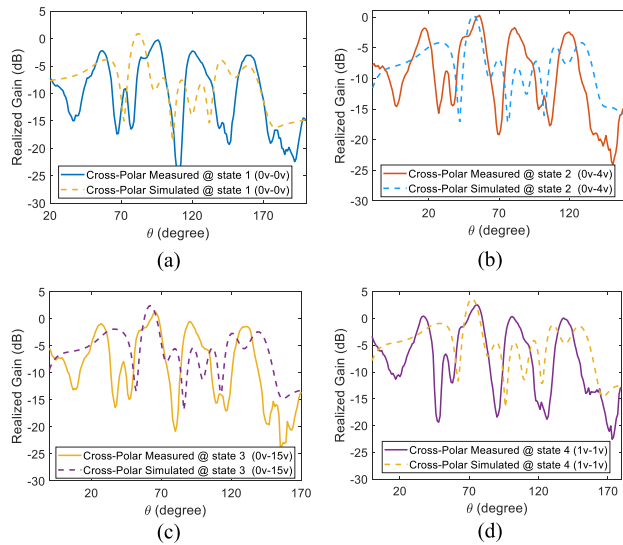 5
0
-5
-10
-15
-20
-25
-30
Realized Gain (dB)
Cross-Polar Measured @ state 1 (0v-0v)
Cross-Polar Simulated @ state 1 (0v-0v)
20 70 120 170
θ (degree)
(a)
5
0
-5
-10
-15
-20
-25
-30
Realized Gain (dB)
Cross-Polar Measured @ state 2 (0v-4v)
Cross-Polar Simulated @ state 2 (0v-4v)
20 70 120
θ (degree)
(b)
5
0
-5
-10
-15
-20
-25
-30
Realized Gain (dB)
Cross-Polar Measured @ state 3 (0v-15v)
Cross-Polar Simulated @ state 3 (0v-15v)
20 70 120 170
θ (degree)
(c)
5
0
-5
-10
-15
-20
-25
-30
Realized Gain (dB)
Cross-Polar Measured @ state 4 (1v-1v)
Cross-Polar Simulated @ state 4 (1v-1v)
20 70 120 170
θ (degree)
(d)